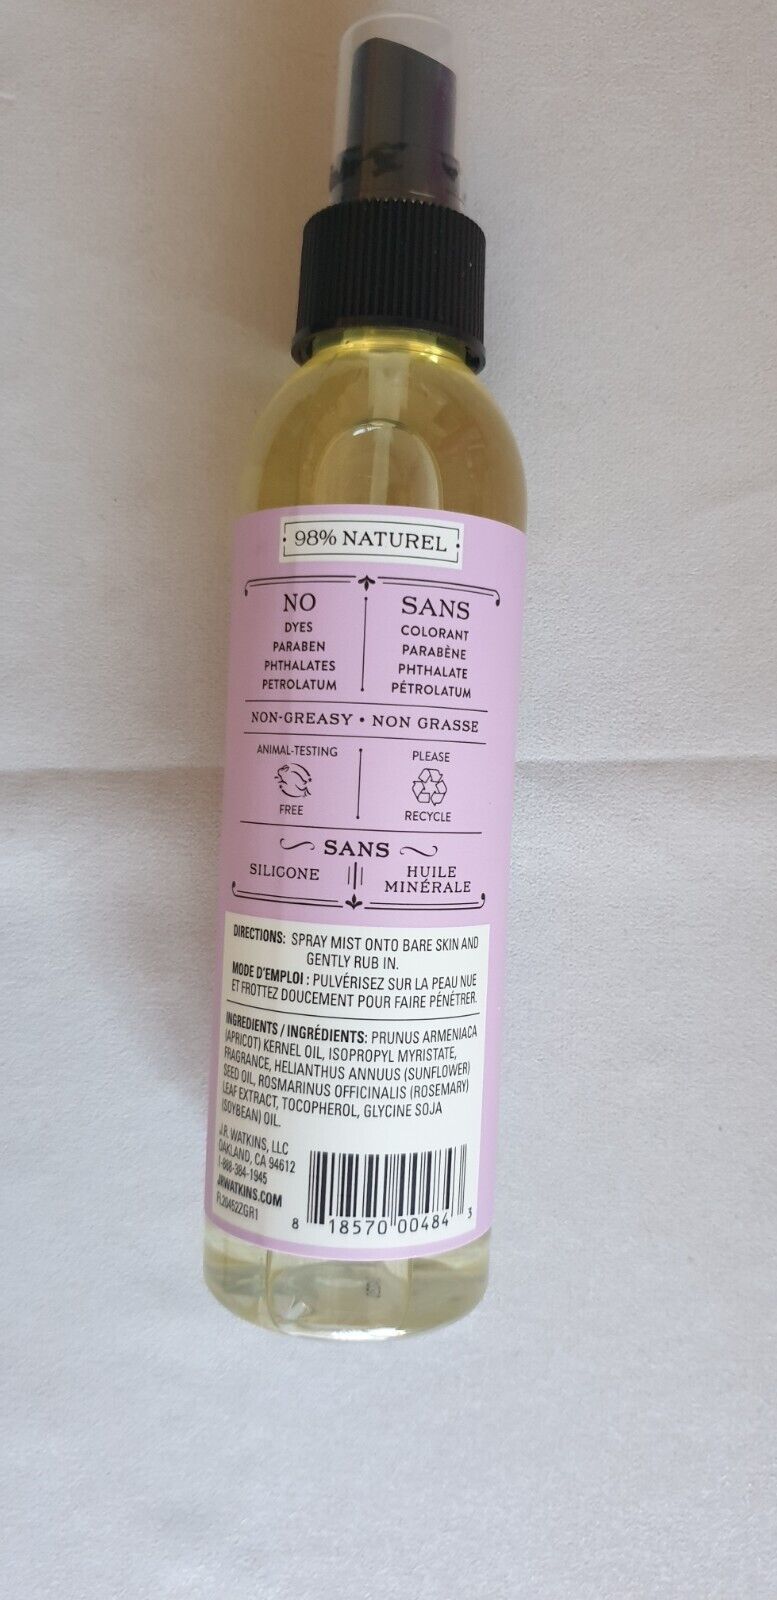 98% NATUREL
NO
DYES
PARABEN
PHTHALATES
PETROLATUM
SANS
COLORANT
PARABÈNE
PHTHALATE
PÉTROLATUM
NON-GREASY • NON GRASSE
ANIMAL-TESTING
FREE
PLEASE
RECYCLE
SANS
SILICONE
HUILE
MINÉRALE
DIRECTIONS: SPRAY MIST ONTO BARE SKIN AND
GENTLY RUB IN.
MODE D'EMPLOI : PULVÉRISEZ SUR LA PEAU NUE
ET FROTTEZ DOUCEMENT POUR FAIRE PÉNÉTRER.
INGREDIENTS / INGRÉDIENTS: PRUNUS ARMENIACA
(APRICOT) KERNEL OIL, ISOPROPYL MYRISTATE,
FRAGRANCE, HELIANTHUS ANNUUS (SUNFLOWER)
SEED OIL, ROSMARINUS OFFICINALIS (ROSEMARY)
LEAF EXTRACT, TOCOPHEROL, GLYCINE SOJA
(SOYBEAN) OIL.
J.R. WATKINS, LLC
OAKLAND, CA 94612
1-888-384-1945
JRWATKINS.COM
FL20452ZGR1
8 18570 00484 3